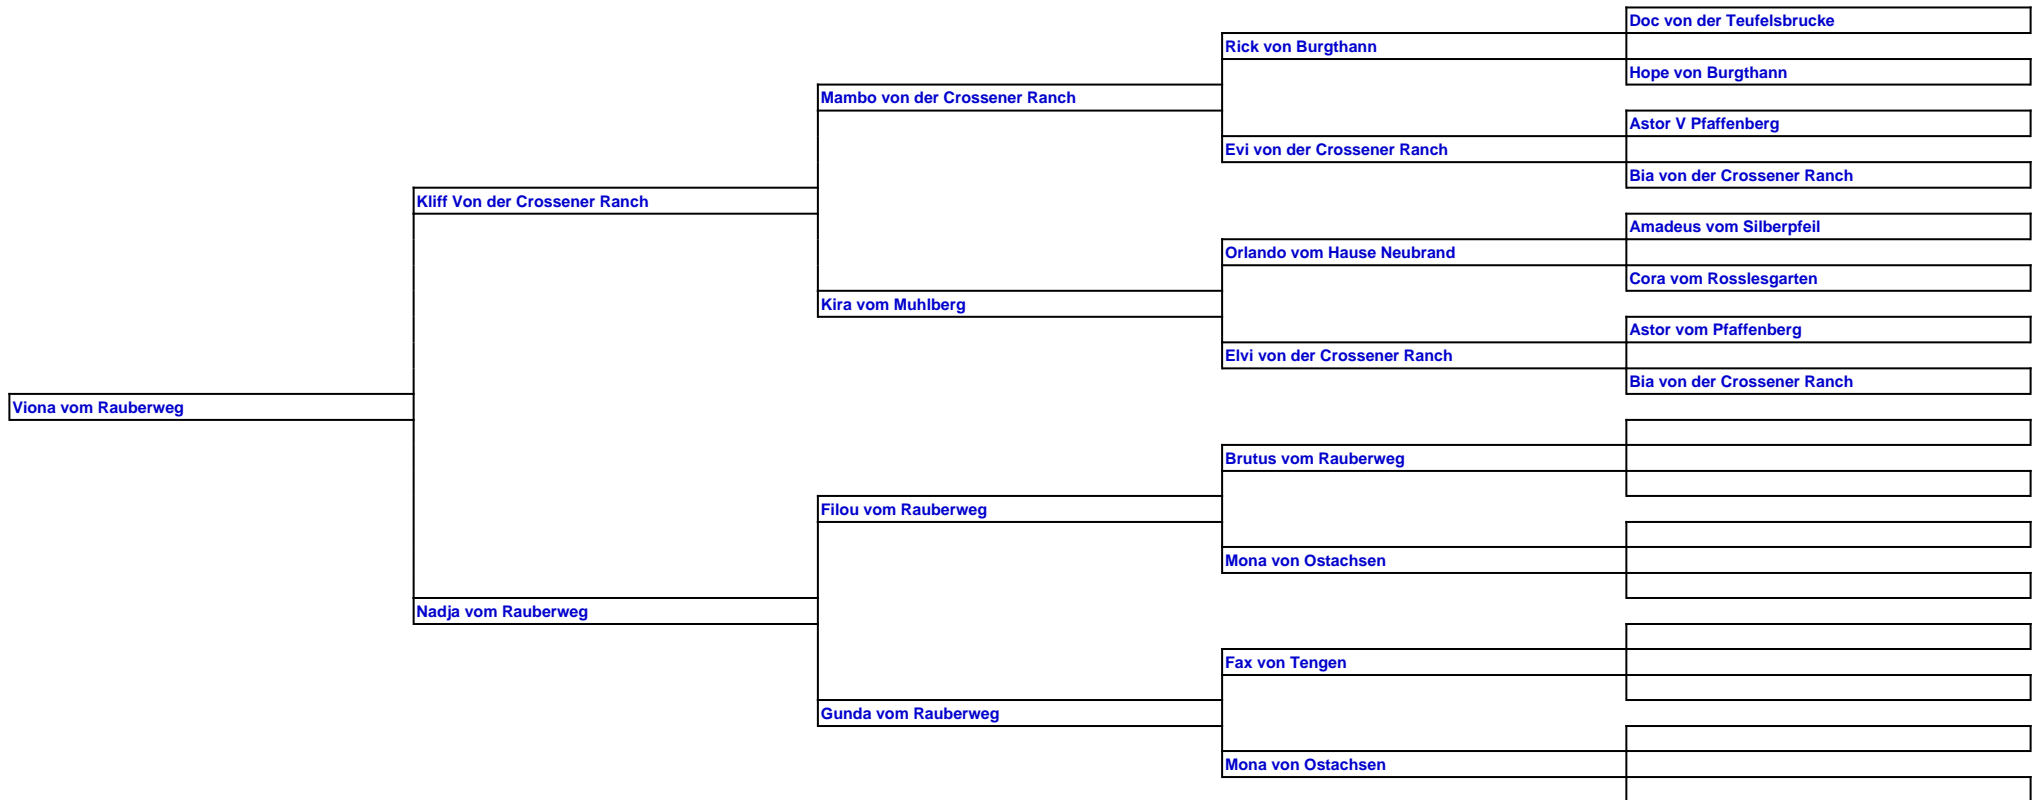 Doc von der Teufelsbrucke
Rick von Burgthann
Hope von Burgthann
Mambo von der Crossener Ranch
Astor V Pfaffenberg
Evi von der Crossener Ranch
Bia von der Crossener Ranch
Kliff Von der Crossener Ranch
Amadeus vom Silberpfeil
Orlando vom Hause Neubrand
Cora vom Rosslesgarten
Kira vom Muhlberg
Astor vom Pfaffenberg
Elvi von der Crossener Ranch
Bia von der Crossener Ranch
Viona vom Rauberweg
Brutus vom Rauberweg
Filou vom Rauberweg
Mona von Ostachsen
Nadja vom Rauberweg
Fax von Tengen
Gunda vom Rauberweg
Mona von Ostachsen